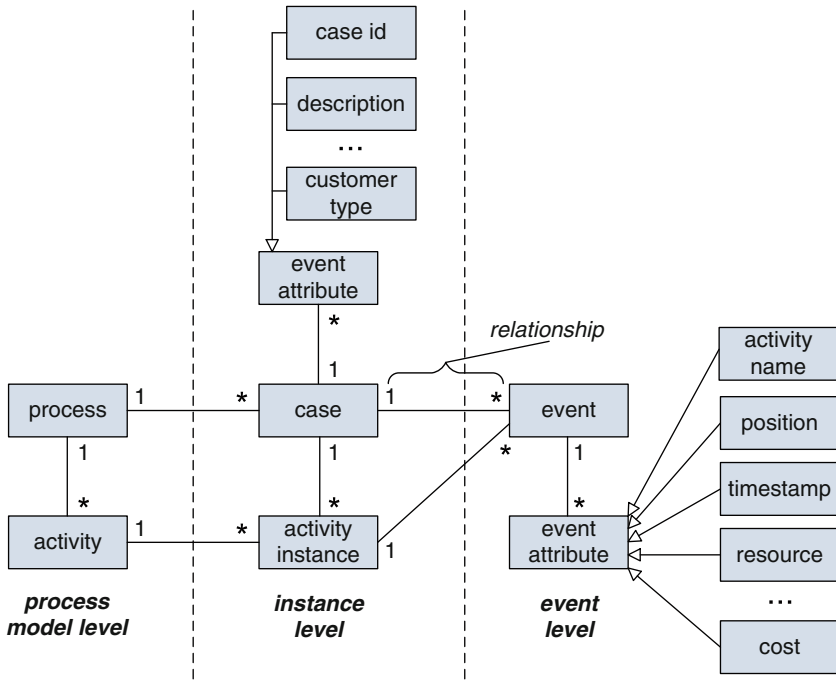 case id
description
...
customer
type
event
attribute
*
1
relationship
process
1
*
case
1
*
event
1
*
1
*
*
1
*
activity
1
*
activity
instance
1
event
attribute
activity
name
position
timestamp
resource
...
cost
process
model level
instance
level
event
level